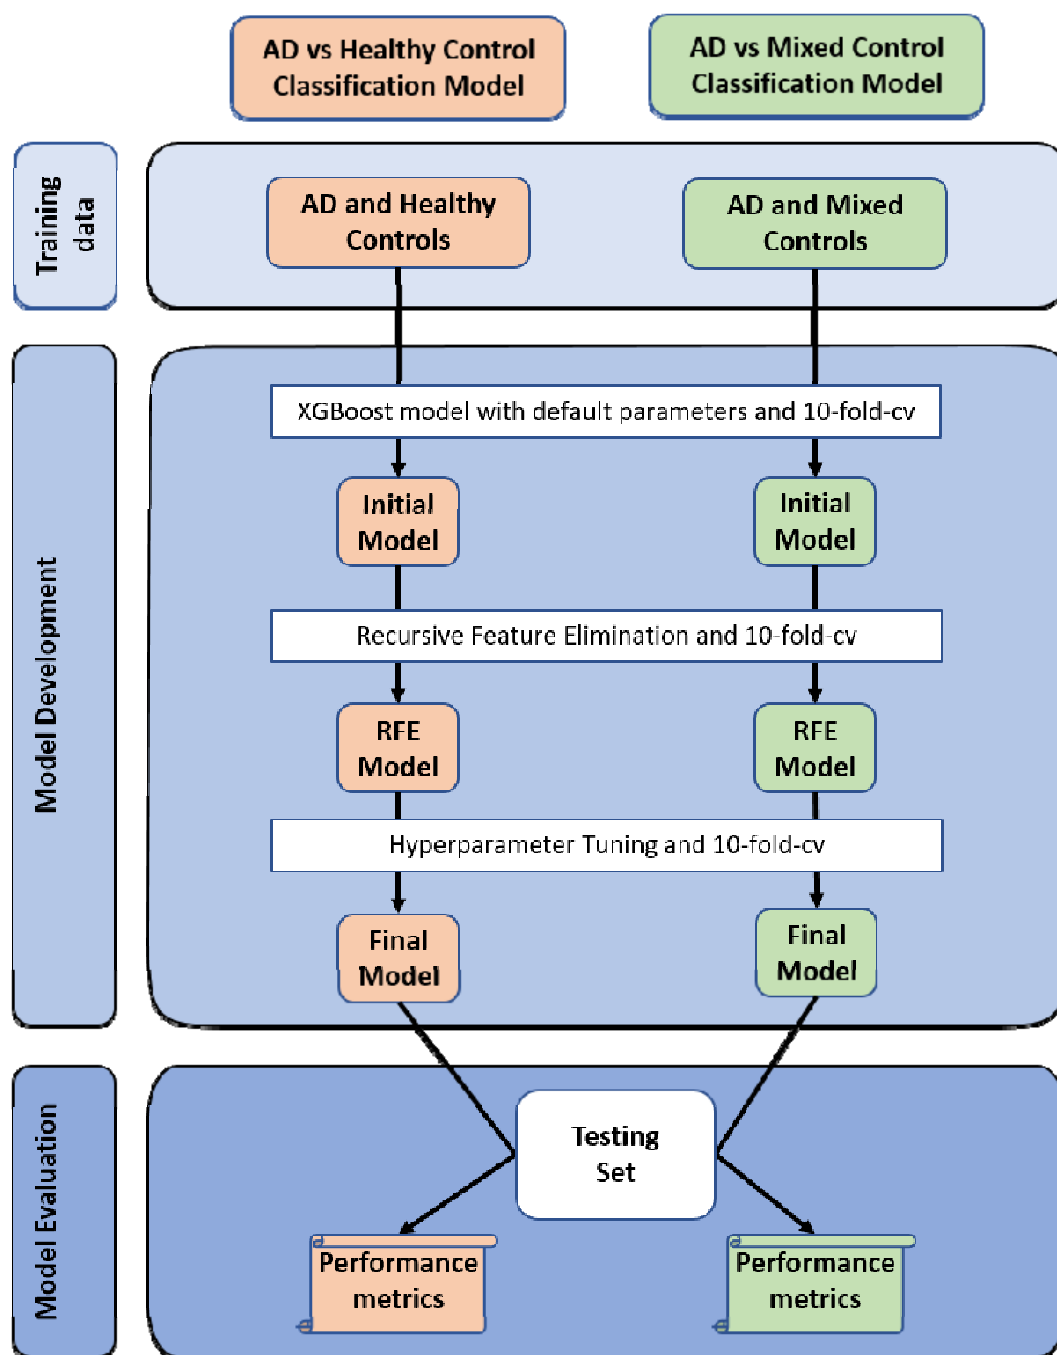 AD vs Healthy Control
Classification Model
AD vs Mixed Control
Classification Model
Training
data
AD and Healthy
Controls
AD and Mixed
Controls
Model Development
XGBoost model with default parameters and 10-fold-cv
Initial
Model
Initial
Model
Recursive Feature Elimination and 10-fold-cv
RFE
Model
RFE
Model
Hyperparameter Tuning and 10-fold-cv
Final
Model
Final
Model
Model Evaluation
Testing
Set
Performance
metrics
Performance
metrics